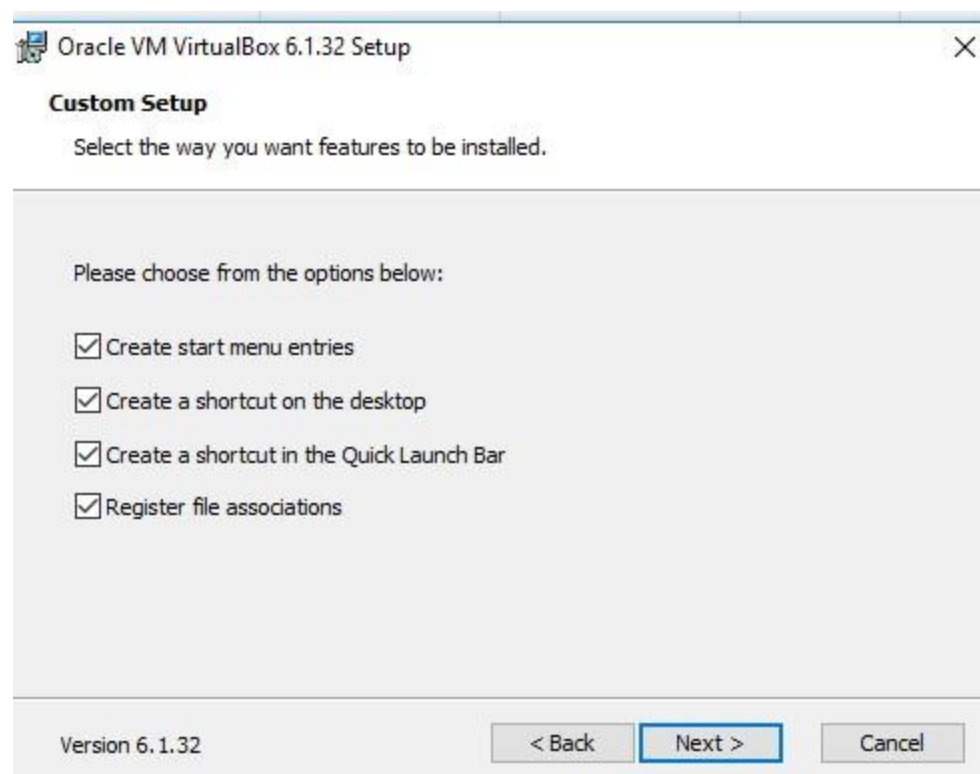 Oracle VM VirtualBox 6.1.32 Setup
Custom Setup
Select the way you want features to be installed.
Please choose from the options below:
Create start menu entries
Create a shortcut on the desktop
Create a shortcut in the Quick Launch Bar
Register file associations
Version 6.1.32
< Back
Next >
Cancel